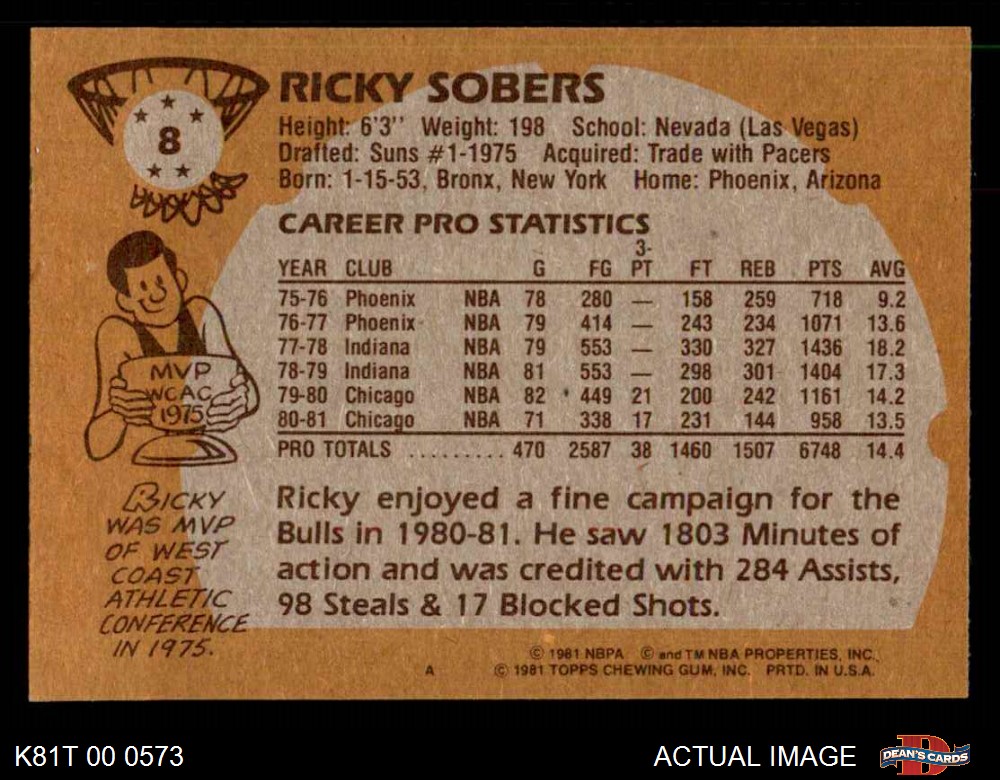 8
RICKY SOBERS
Height: 6'3" Weight: 198 School: Nevada (Las Vegas)
Drafted: Suns #1-1975 Acquired: Trade with Pacers
Born: 1-15-53, Bronx, New York Home: Phoenix, Arizona
CAREER PRO STATISTICS
YEAR CLUB G FG 3-PT FT REB PTS AVG
75-76 Phoenix NBA 78 280 — 158 259 718 9.2
76-77 Phoenix NBA 79 414 — 243 234 1071 13.6
77-78 Indiana NBA 79 553 — 330 327 1436 18.2
78-79 Indiana NBA 81 553 — 298 301 1404 17.3
79-80 Chicago NBA 82 449 21 200 242 1161 14.2
80-81 Chicago NBA 71 338 17 231 144 958 13.5
PRO TOTALS ......... 470 2587 38 1460 1507 6748 14.4
MVP
WCAC
1975
RICKY
WAS MVP
OF WEST
COAST
ATHLETIC
CONFERENCE
IN 1975.
Ricky enjoyed a fine campaign for the
Bulls in 1980-81. He saw 1803 Minutes of
action and was credited with 284 Assists,
98 Steals & 17 Blocked Shots.
© 1981 NBPA © and TM NBA PROPERTIES, INC.
A © 1981 TOPPS CHEWING GUM, INC. PRTD. IN U.S.A.
K81T 00 0573
ACTUAL IMAGE
D
DEAN'S CARDS